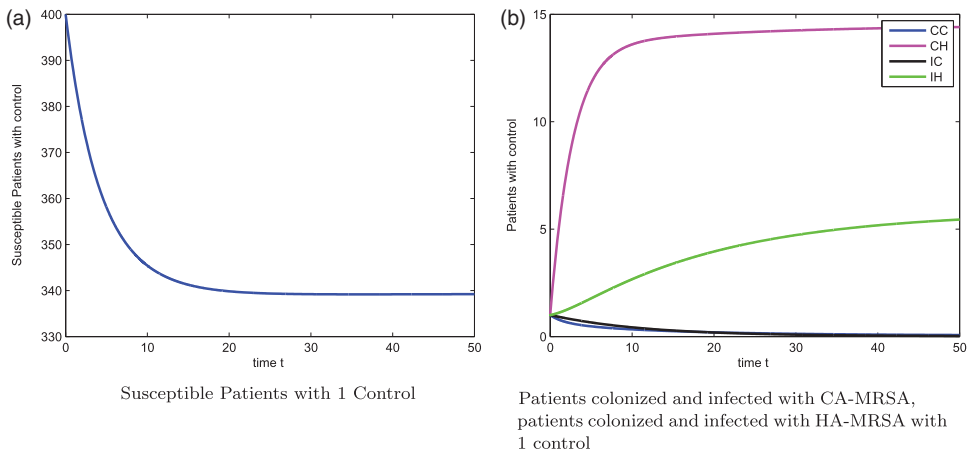 (a)
400
390
380
370
360
350
340
330
Susceptible Patients with control
0 10 20 30 40 50
time t
Susceptible Patients with 1 Control
(b)
15
10
5
0
Patients with control
CC
CH
IC
IH
0 10 20 30 40 50
time t
Patients colonized and infected with CA-MRSA,
patients colonized and infected with HA-MRSA with
1 control